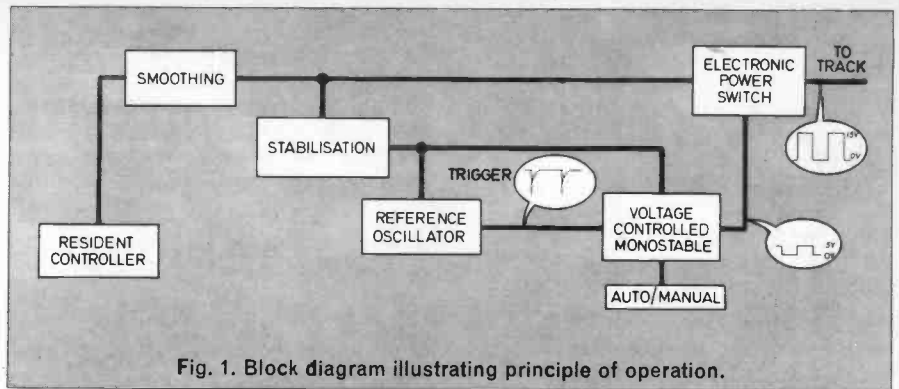 SMOOTHING
ELECTRONIC
POWER
SWITCH
TO
TRACK
15V
0V
STABILISATION
TRIGGER
REFERENCE
OSCILLATOR
VOLTAGE
CONTROLLED
MONOSTABLE
5V
0V
RESIDENT
CONTROLLER
AUTO/MANUAL
Fig. 1. Block diagram illustrating principle of operation.